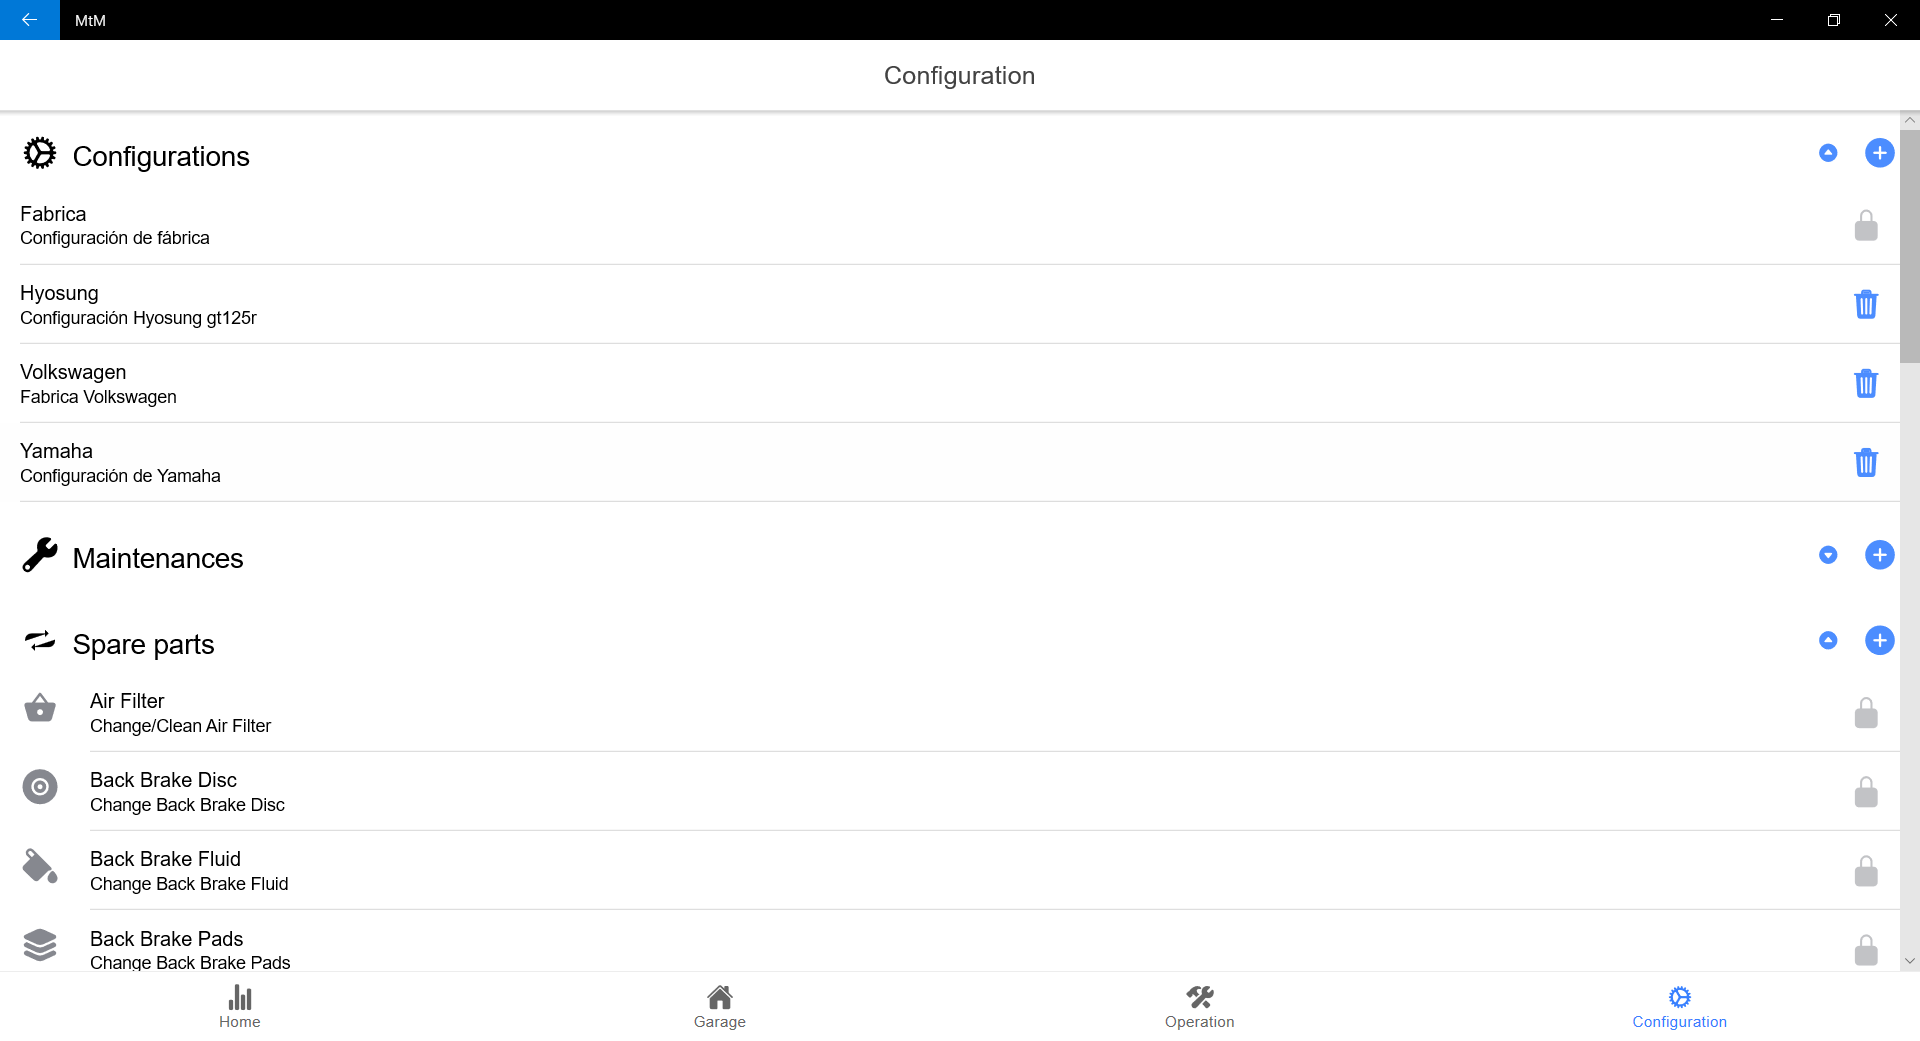 MtM
Configuration
Configurations
Fabrica
Configuración de fábrica
Hyosung
Configuración Hyosung gt125r
Volkswagen
Fabrica Volkswagen
Yamaha
Configuración de Yamaha
Maintenances
Spare parts
Air Filter
Change/Clean Air Filter
Back Brake Disc
Change Back Brake Disc
Back Brake Fluid
Change Back Brake Fluid
Back Brake Pads
Change Back Brake Pads
Home
Garage
Operation
Configuration